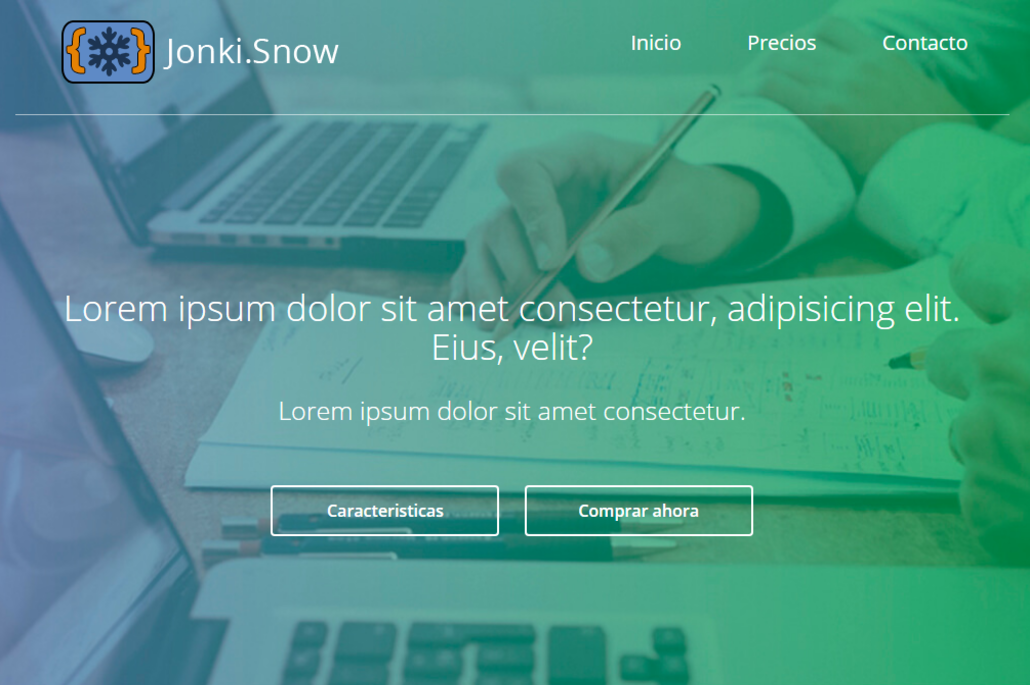 { } Jonki.Snow
Inicio Precios Contacto
Lorem ipsum dolor sit amet consectetur, adipisicing elit.
Eius, velit?
Lorem ipsum dolor sit amet consectetur.
Caracteristicas Comprar ahora